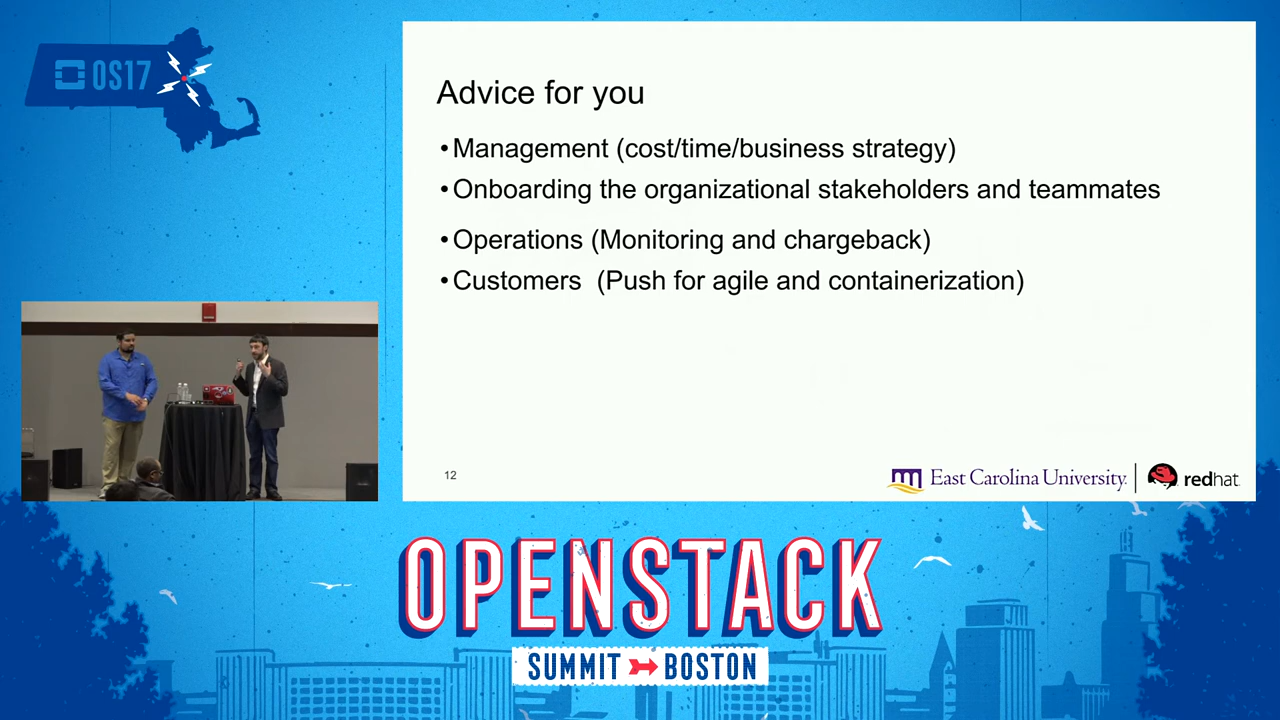 OS17
Advice for you
•Management (cost/time/business strategy)
•Onboarding the organizational stakeholders and teammates
•Operations (Monitoring and chargeback)
•Customers (Push for agile and containerization)
12
East Carolina University.
redhat.
OPENSTACK
SUMMIT BOSTON